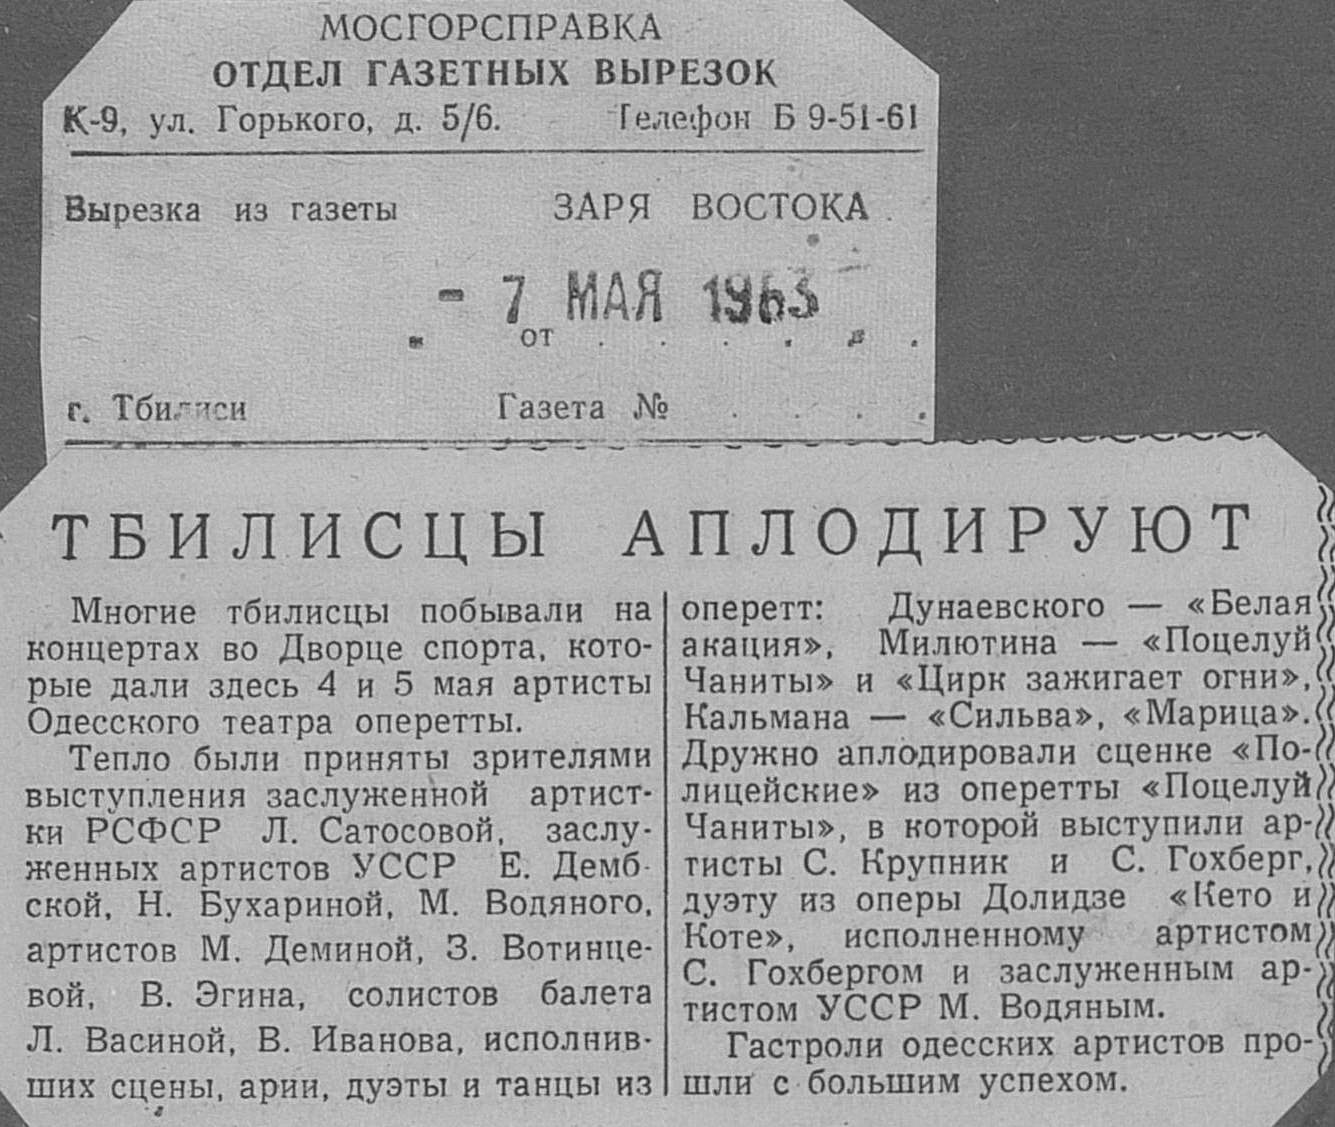 МОСГОРСПРАВКА
ОТДЕЛ ГАЗЕТНЫХ ВЫРЕЗОК
К-9, ул. Горького, д. 5/6. Телефон Б 9-51-61
Вырезка из газеты ЗАРЯ ВОСТОКА .
- 7 МАЯ 1963
. от . . . . . .
г. Тбилиси Газета № . . . .
ТБИЛИСЦЫ АПЛОДИРУЮТ
Многие тбилисцы побывали на
концертах во Дворце спорта, кото-
рые дали здесь 4 и 5 мая артисты
Одесского театра оперетты.
Тепло были приняты зрителями
выступления заслуженной артист-
ки РСФСР Л. Сатосовой, заслу-
женных артистов УССР Е. Демб-
ской, Н. Бухариной, М. Водяного,
артистов М. Деминой, З. Вотинце-
вой, В. Эгина, солистов балета
Л. Васиной, В. Иванова, исполнив-
ших сцены, арии, дуэты и танцы из
оперетт: Дунаевского — «Белая
акация», Милютина — «Поцелуй
Чаниты» и «Цирк зажигает огни»,
Кальмана — «Сильва», «Марица».
Дружно аплодировали сценке «По-
лицейские» из оперетты «Поцелуй
Чаниты», в которой выступили ар-
тисты С. Крупник и С. Гохберг,
дуэту из оперы Долидзе «Кето и
Коте», исполненному артистом
С. Гохбергом и заслуженным ар-
тистом УССР М. Водяным.
Гастроли одесских артистов про-
шли с большим успехом.